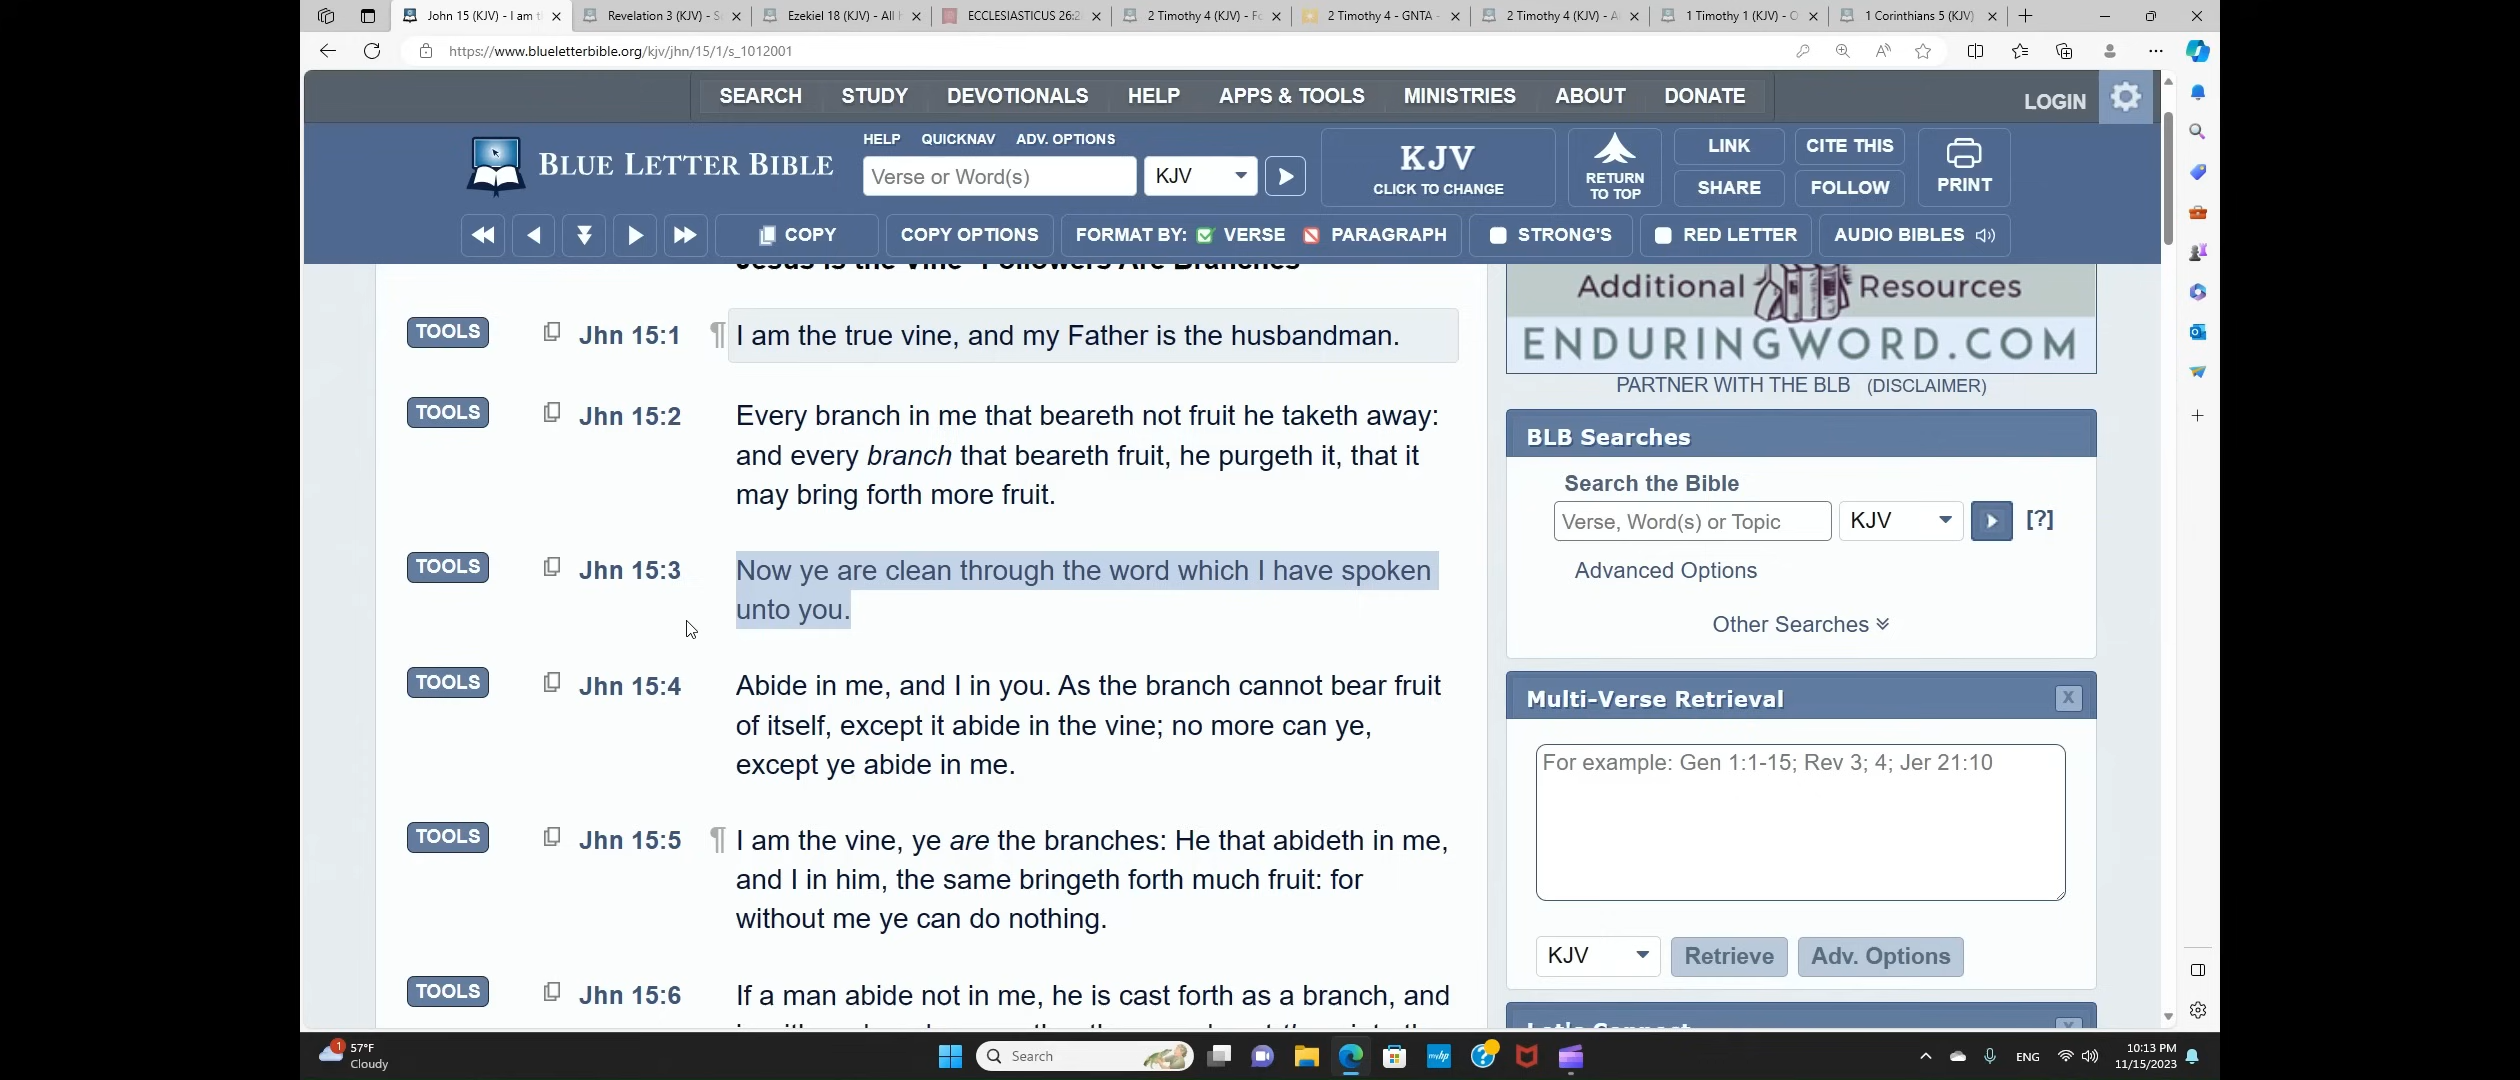 John 15 (KJV) - I am t
Revelation 3 (KJV) - S
Ezekiel 18 (KJV) - All
ECCLESIASTICUS 26:2
2 Timothy 4 (KJV) - Fo
2 Timothy 4 - GNTA -
2 Timothy 4 (KJV) - A
1 Timothy 1 (KJV) - O
1 Corinthians 5 (KJV)
https://www.blueletterbible.org/kjv/jhn/15/1/s_1012001
SEARCH STUDY DEVOTIONALS HELP APPS & TOOLS MINISTRIES ABOUT DONATE
LOGIN
HELP QUICKNAV ADV. OPTIONS
BLUE LETTER BIBLE
Verse or Word(s)
KJV
KJV
CLICK TO CHANGE
RETURN
TO TOP
LINK
CITE THIS
SHARE
FOLLOW
PRINT
COPY
COPY OPTIONS
FORMAT BY: VERSE PARAGRAPH
STRONG'S
RED LETTER
AUDIO BIBLES
Jesus Is the Vine—Followers Are Branches
TOOLS Jhn 15:1 ¶ I am the true vine, and my Father is the husbandman.
TOOLS Jhn 15:2 Every branch in me that beareth not fruit he taketh away:
and every branch that beareth fruit, he purgeth it, that it
may bring forth more fruit.
TOOLS Jhn 15:3 Now ye are clean through the word which I have spoken
unto you.
TOOLS Jhn 15:4 Abide in me, and I in you. As the branch cannot bear fruit
of itself, except it abide in the vine; no more can ye,
except ye abide in me.
TOOLS Jhn 15:5 ¶ I am the vine, ye are the branches: He that abideth in me,
and I in him, the same bringeth forth much fruit: for
without me ye can do nothing.
TOOLS Jhn 15:6 If a man abide not in me, he is cast forth as a branch, and
Additional Resources
ENDURINGWORD.COM
PARTNER WITH THE BLB (DISCLAIMER)
BLB Searches
Search the Bible
Verse, Word(s) or Topic
KJV
[?]
Advanced Options
Other Searches
Multi-Verse Retrieval
X
For example: Gen 1:1-15; Rev 3; 4; Jer 21:10
KJV
Retrieve
Adv. Options
Let's Connect
X
1
57°F
Cloudy
Search
myhp
ENG
10:13 PM
11/15/2023